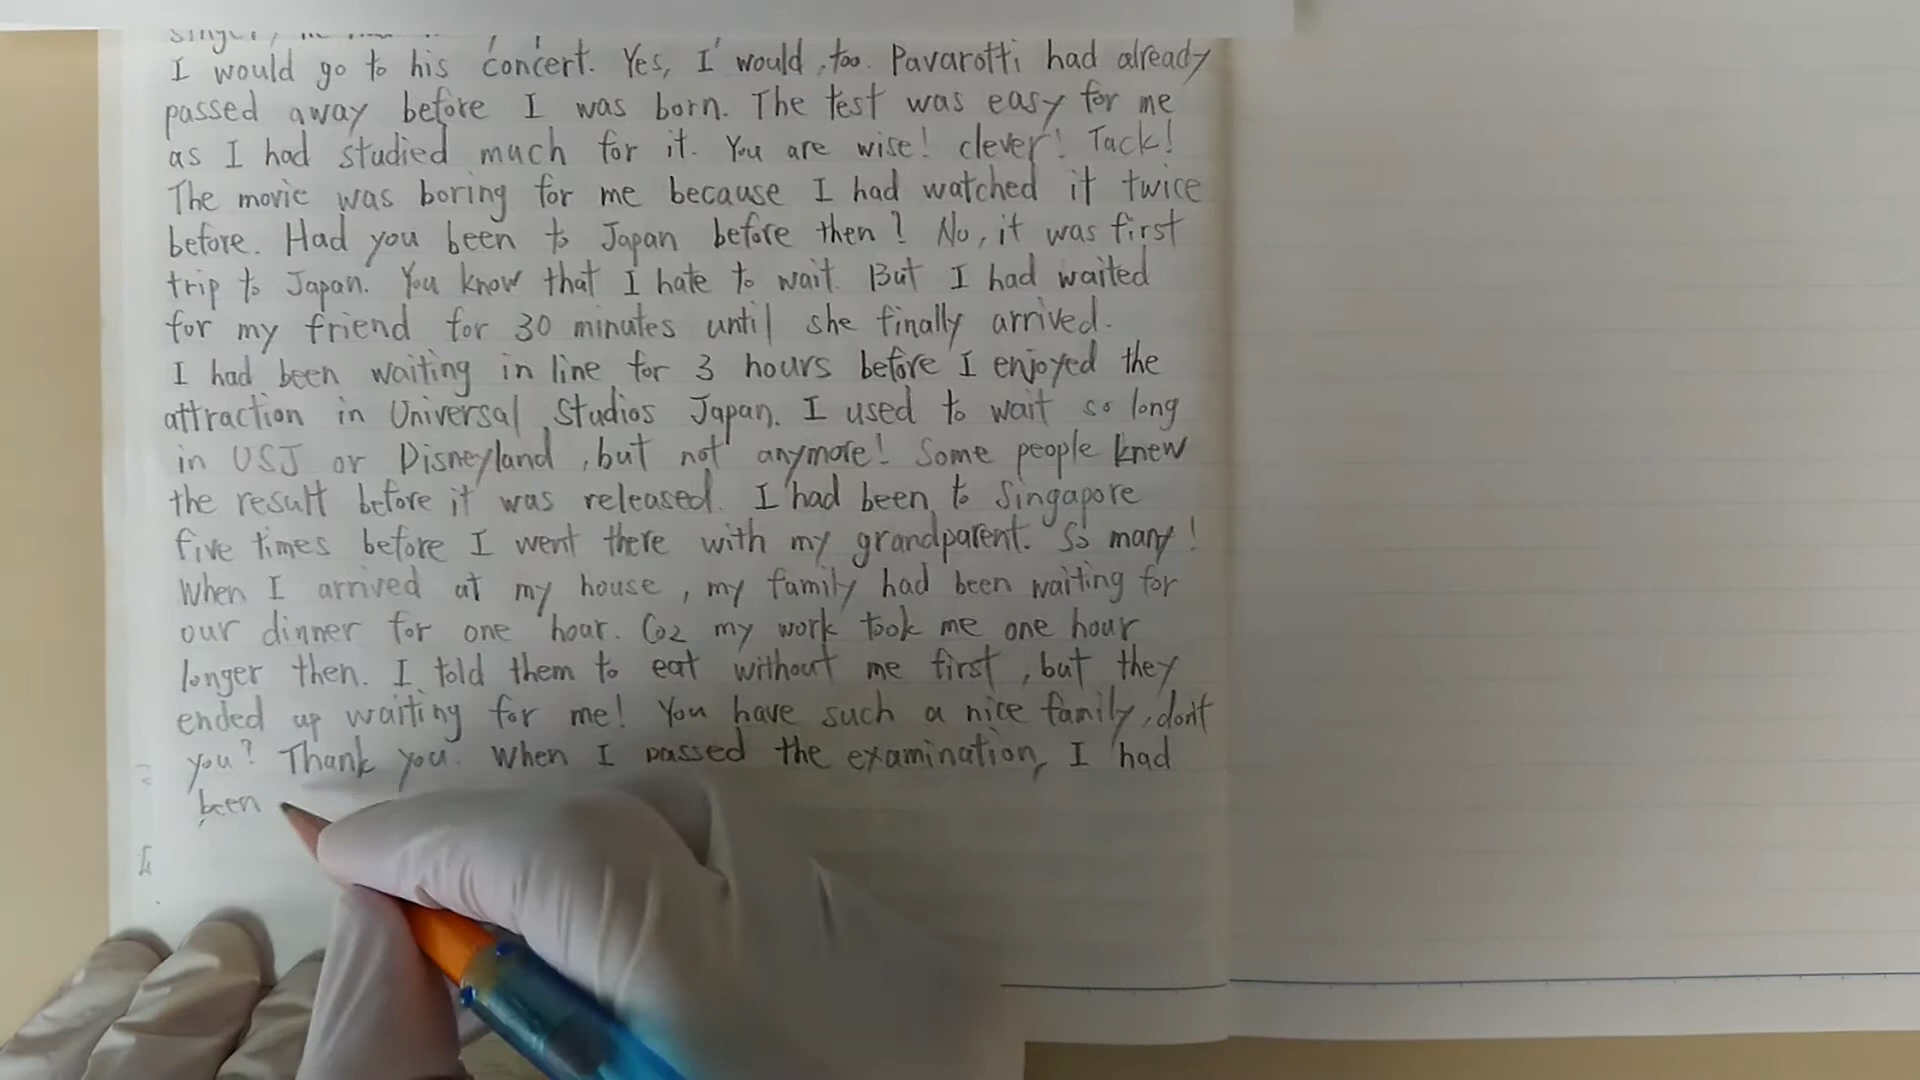 I would go to his concert. Yes, I would, too. Pavarotti had already
passed away before I was born. The test was easy for me
as I had studied much for it. You are wise! clever! Tack!
The movie was boring for me because I had watched it twice
before. Had you been to Japan before then? No, it was first
trip to Japan. You know that I hate to wait. But I had waited
for my friend for 30 minutes until she finally arrived.
I had been waiting in line for 3 hours before I enjoyed the
attraction in Universal Studios Japan. I used to wait so long
in USJ or Disneyland, but not anymore! Some people knew
the result before it was released. I had been to Singapore
five times before I went there with my grandparent. So many!
When I arrived at my house, my family had been waiting for
our dinner for one hour. Coz my work took me one hour
longer then. I told them to eat without me first, but they
ended up waiting for me! You have such a nice family, don't
you? Thank you. When I passed the examination, I had
been